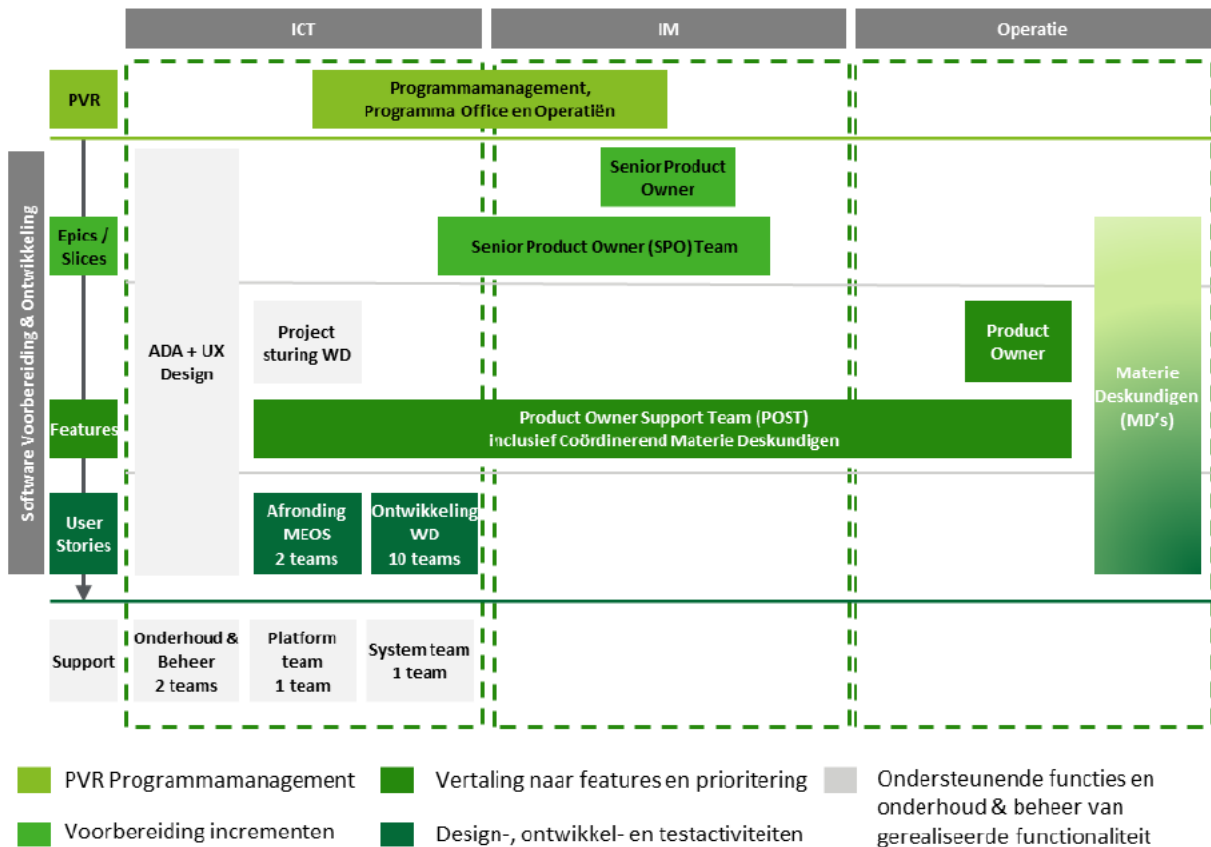 ICT
IM
Operatie
PVR
Programmamanagement,
Programma Office en Operatiën
Software Voorbereiding & Ontwikkeling
Senior Product
Owner
Epics /
Slices
Senior Product Owner (SPO) Team
ADA + UX
Design
Project
sturing WD
Product
Owner
Materie
Deskundigen
(MD's)
Features
Product Owner Support Team (POST)
inclusief Coördinerend Materie Deskundigen
User
Stories
Afronding
MEOS
2 teams
Ontwikkeling
WD
10 teams
Support
Onderhoud &
Beheer
2 teams
Platform
team
1 team
System team
1 team
PVR Programmamanagement
Vertaling naar features en prioritering
Ondersteunende functies en
onderhoud & beheer van
gerealiseerde functionaliteit
Voorbereiding incrementen
Design-, ontwikkel- en testactiviteiten